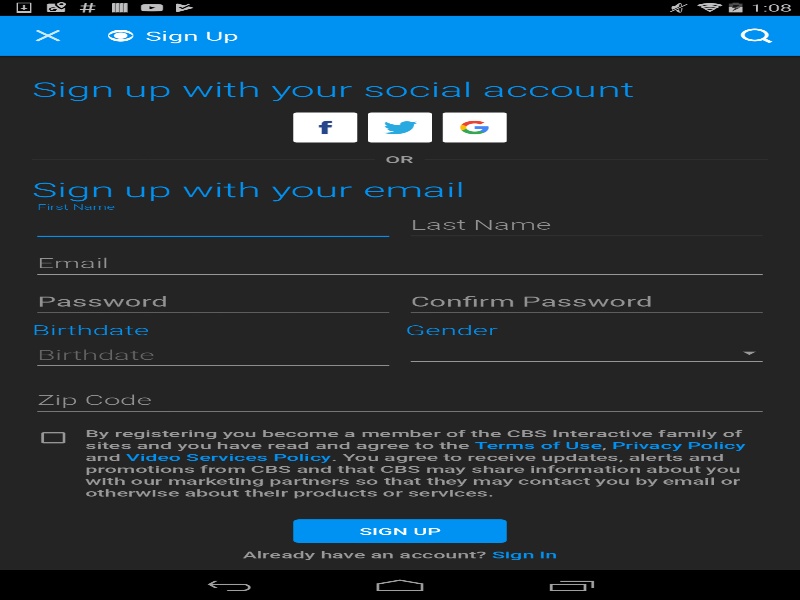 1:08
Sign Up
Sign up with your social account
f
G
OR
Sign up with your email
First Name
Last Name
Email
Password
Confirm Password
Birthdate
Gender
Birthdate
Zip Code
By registering you become a member of the CBS Interactive family of
sites and you have read and agree to the Terms of Use, Privacy Policy
and Video Services Policy. You agree to receive updates, alerts and
promotions from CBS and that CBS may share information about you
with our marketing partners so that they may contact you by email or
otherwise about their products or services.
SIGN UP
Already have an account? Sign In